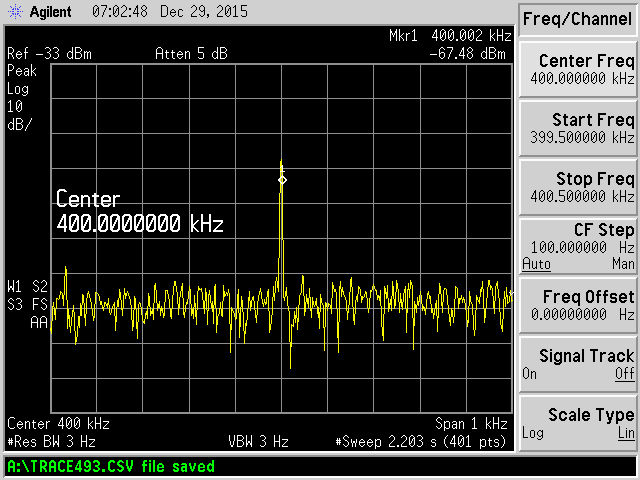 Agilent 07:02:48 Dec 29, 2015
Freq/Channel
Mkr1 400.002 kHz
Ref -33 dBm Atten 5 dB -67.48 dBm
Peak
Log
10
dB/
Center
400.0000000 kHz
W1 S2
S3 FS
AA
Center 400 kHz Span 1 kHz
#Res BW 3 Hz VBW 3 Hz #Sweep 2.203 s (401 pts)
Center Freq
400.000000 kHz
Start Freq
399.500000 kHz
Stop Freq
400.500000 kHz
CF Step
100.000000 Hz
Auto Man
Freq Offset
0.00000000 Hz
Signal Track
On Off
Scale Type
Log Lin
A:\TRACE493.CSV file saved